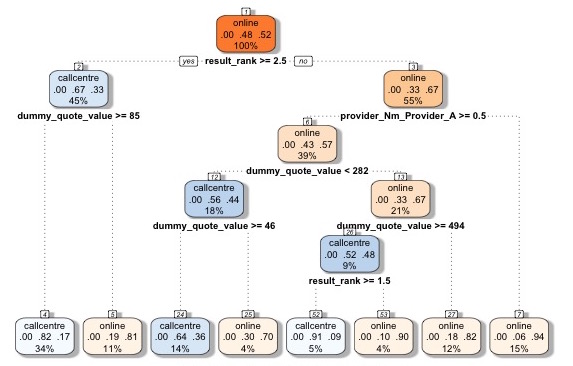 1
online
.00 .48 .52
100%
yes result_rank >= 2.5 no
2
callcentre
.00 .67 .33
45%
3
online
.00 .33 .67
55%
dummy_quote_value >= 85
provider_Nm_Provider_A >= 0.5
6
online
.00 .43 .57
39%
dummy_quote_value < 282
12
callcentre
.00 .56 .44
18%
13
online
.00 .33 .67
21%
dummy_quote_value >= 46
dummy_quote_value >= 494
26
callcentre
.00 .52 .48
9%
result_rank >= 1.5
4
callcentre
.00 .82 .17
34%
5
online
.00 .19 .81
11%
24
callcentre
.00 .64 .36
14%
25
online
.00 .30 .70
4%
52
callcentre
.00 .91 .09
5%
53
online
.00 .10 .90
4%
27
online
.00 .18 .82
12%
7
online
.00 .06 .94
15%